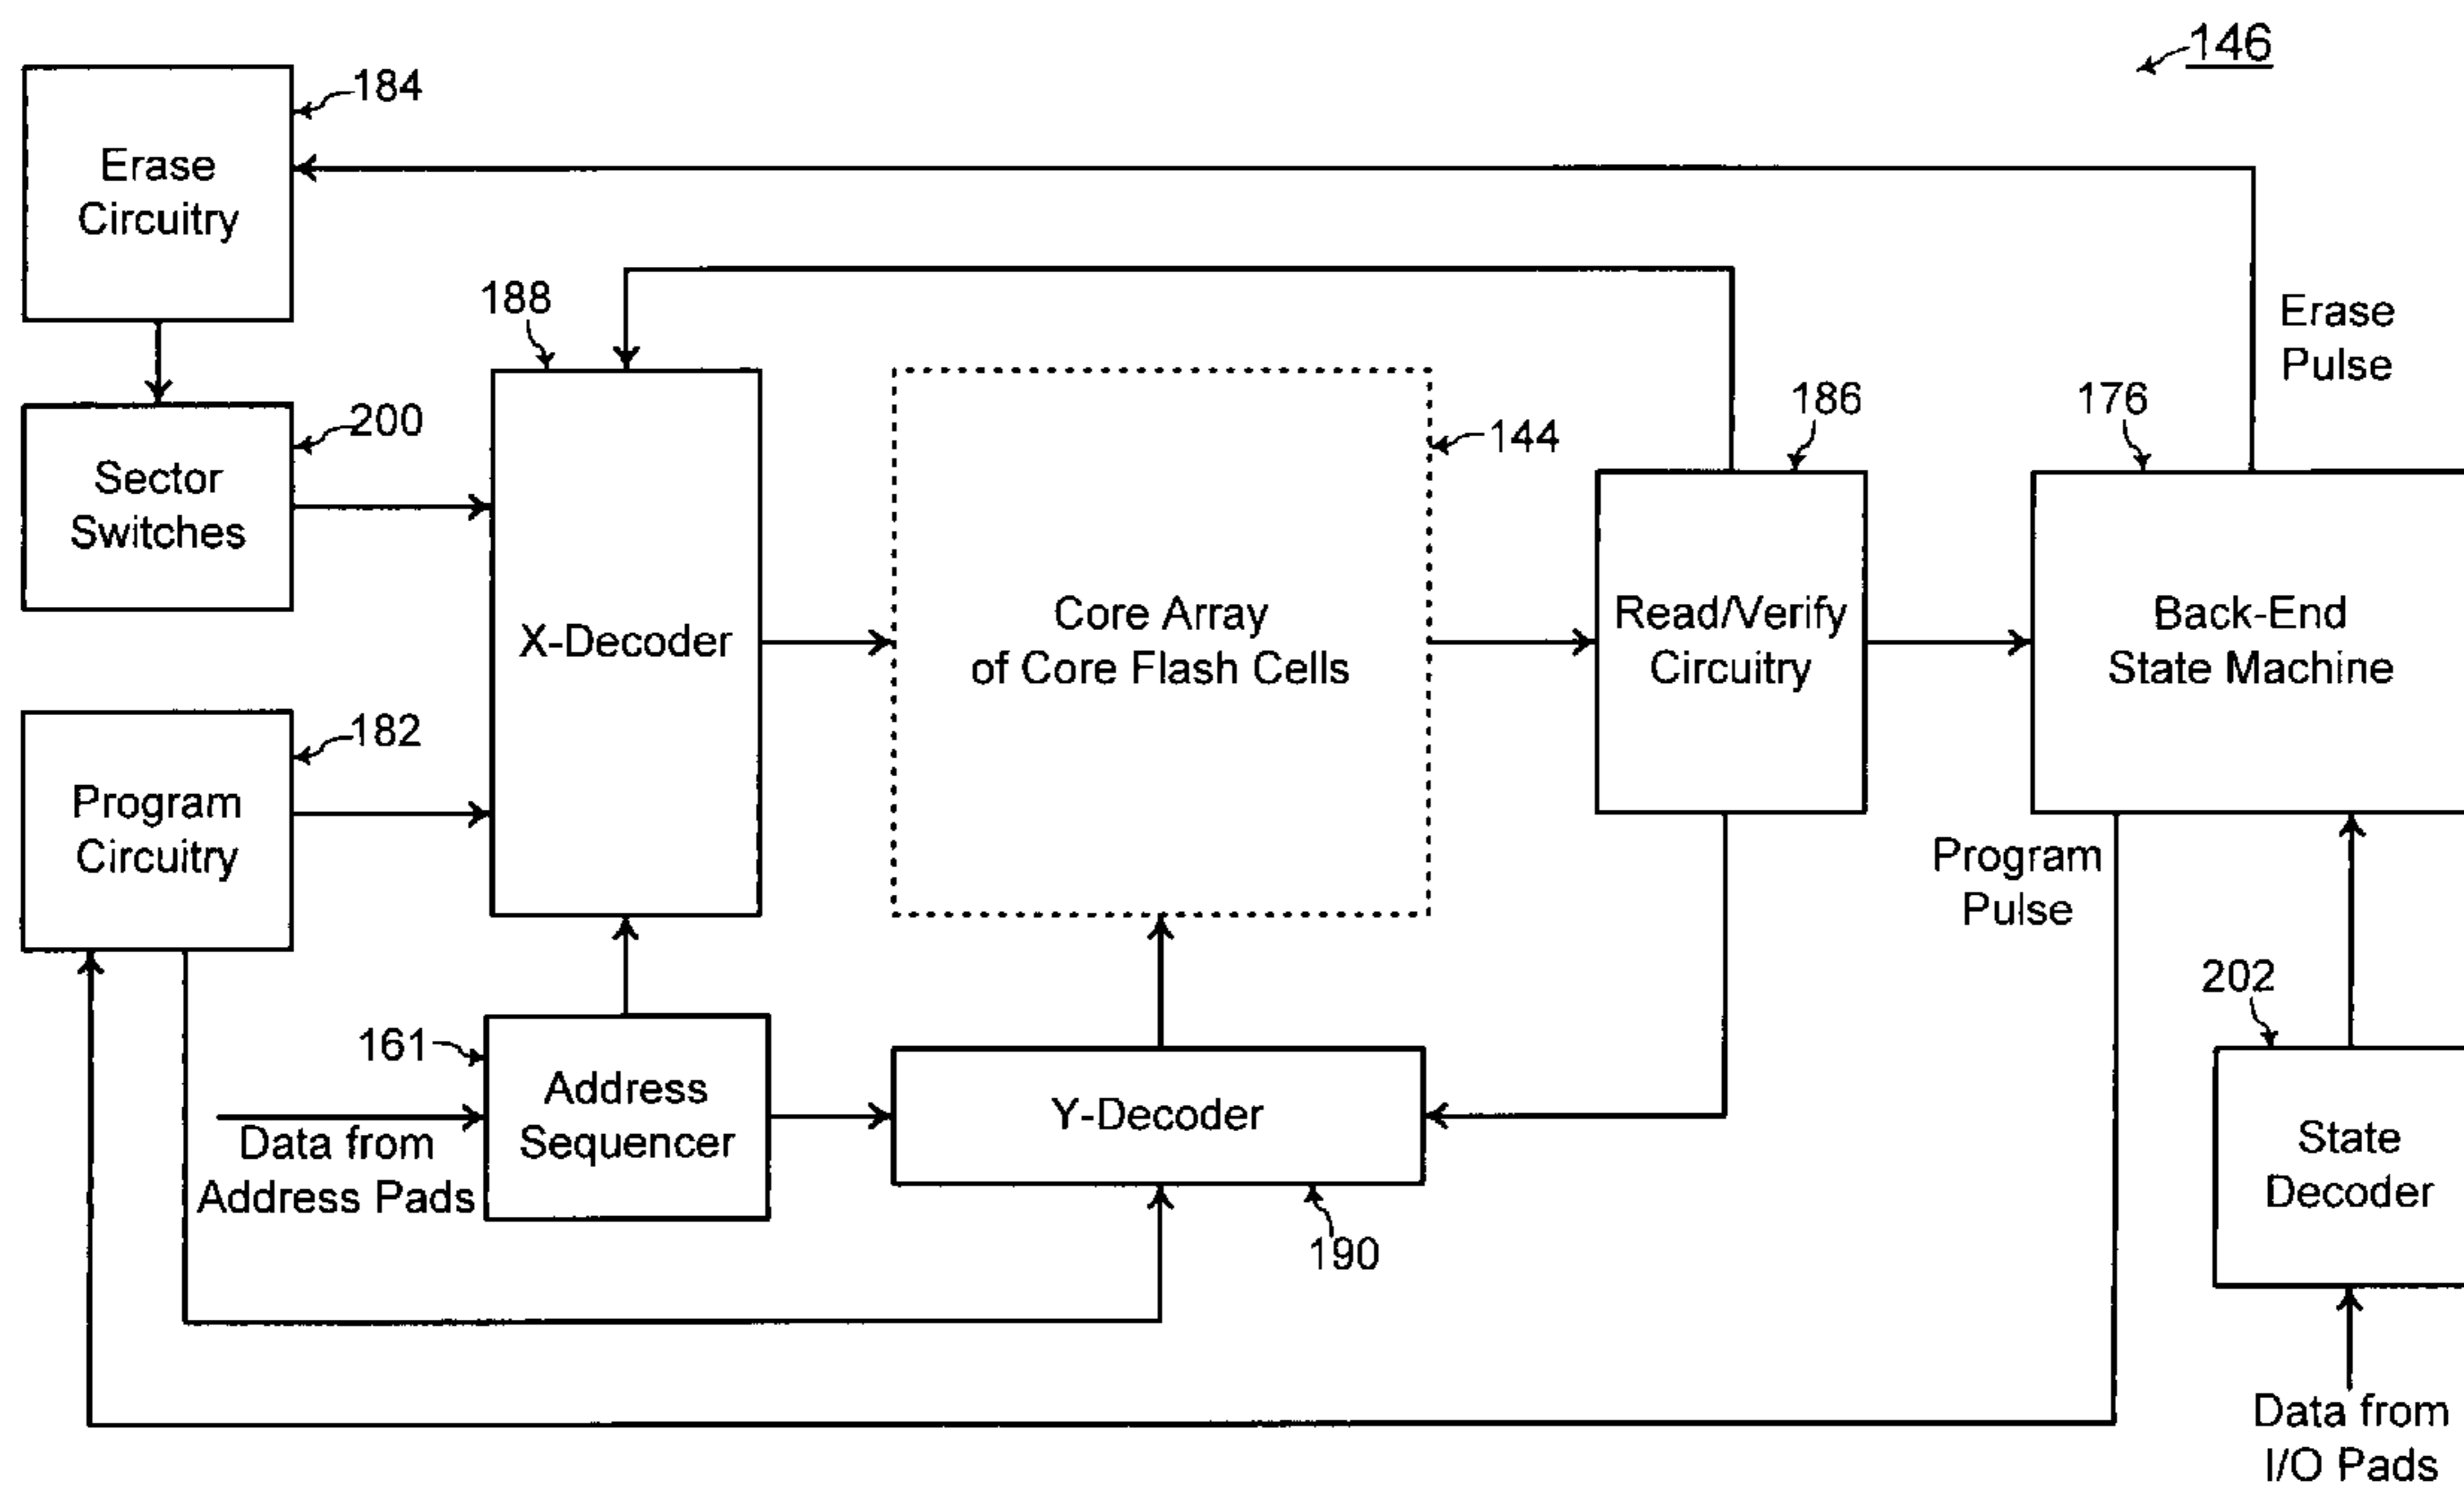 146
184
Erase
Circuitry
188
Erase
Pulse
200
Sector
Switches
144
186
176
X-Decoder
Core Array
of Core Flash Cells
Read/Verify
Circuitry
Back-End
State Machine
182
Program
Circuitry
Program
Pulse
202
161
Address
Sequencer
Data from
Address Pads
Y-Decoder
190
State
Decoder
Data from
I/O Pads